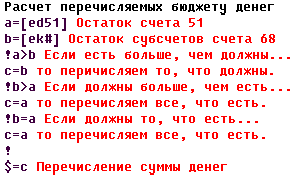 Расчет перечисляемых бюджету денег
a=[ed51] Остаток счета 51
b=[ek#] Остаток субсчетов счета 68
!a>b Если есть больше, чем должны...
c=b то перичисляем то, что должны.
!b>a Если должны больше, чем есть...
c=a то перечисляем все, что есть.
!b=a Если должны то, что есть...
c=a то перечисляем все, что есть.
!
$=c Перечисление суммы денег